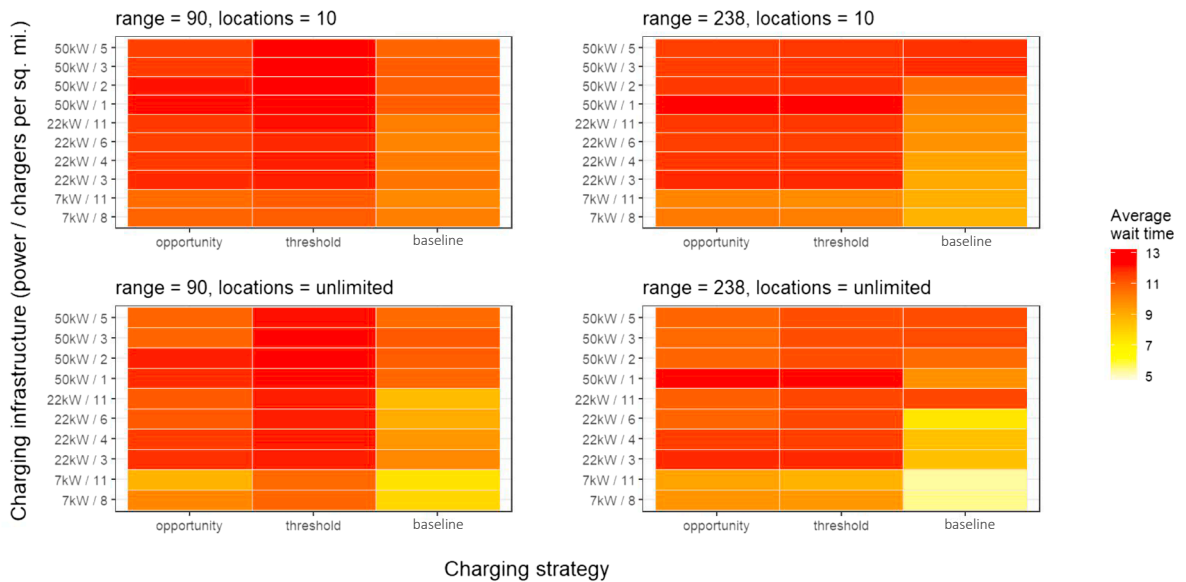 Charging infrastructure (power / chargers per sq. mi.)
range = 90, locations = 10
50kW / 5
50kW / 3
50kW / 2
50kW / 1
22kW / 11
22kW / 6
22kW / 4
22kW / 3
7kW / 11
7kW / 8
opportunity threshold baseline
range = 238, locations = 10
50kW / 5
50kW / 3
50kW / 2
50kW / 1
22kW / 11
22kW / 6
22kW / 4
22kW / 3
7kW / 11
7kW / 8
opportunity threshold baseline
range = 90, locations = unlimited
50kW / 5
50kW / 3
50kW / 2
50kW / 1
22kW / 11
22kW / 6
22kW / 4
22kW / 3
7kW / 11
7kW / 8
opportunity threshold baseline
range = 238, locations = unlimited
50kW / 5
50kW / 3
50kW / 2
50kW / 1
22kW / 11
22kW / 6
22kW / 4
22kW / 3
7kW / 11
7kW / 8
opportunity threshold baseline
Charging strategy
Average
wait time
13
11
9
7
5